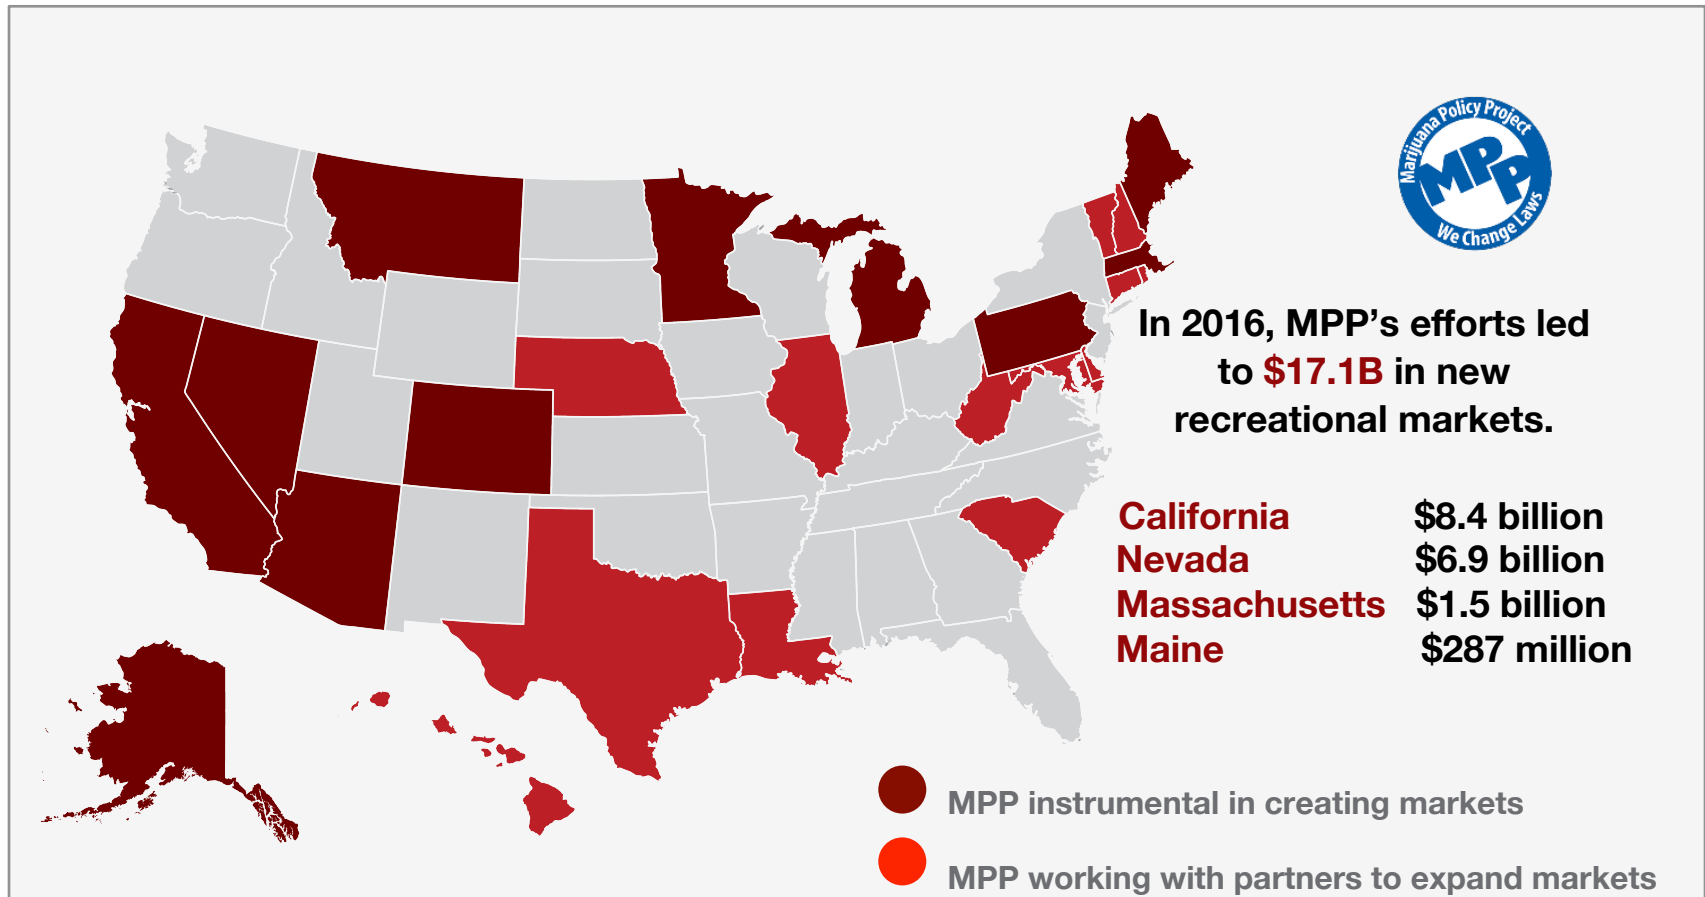 Marijuana Policy Project
MPP
We Change Laws
In 2016, MPP's efforts led
to $17.1B in new
recreational markets.
California $8.4 billion
Nevada $6.9 billion
Massachusetts $1.5 billion
Maine $287 million
MPP instrumental in creating markets
MPP working with partners to expand markets